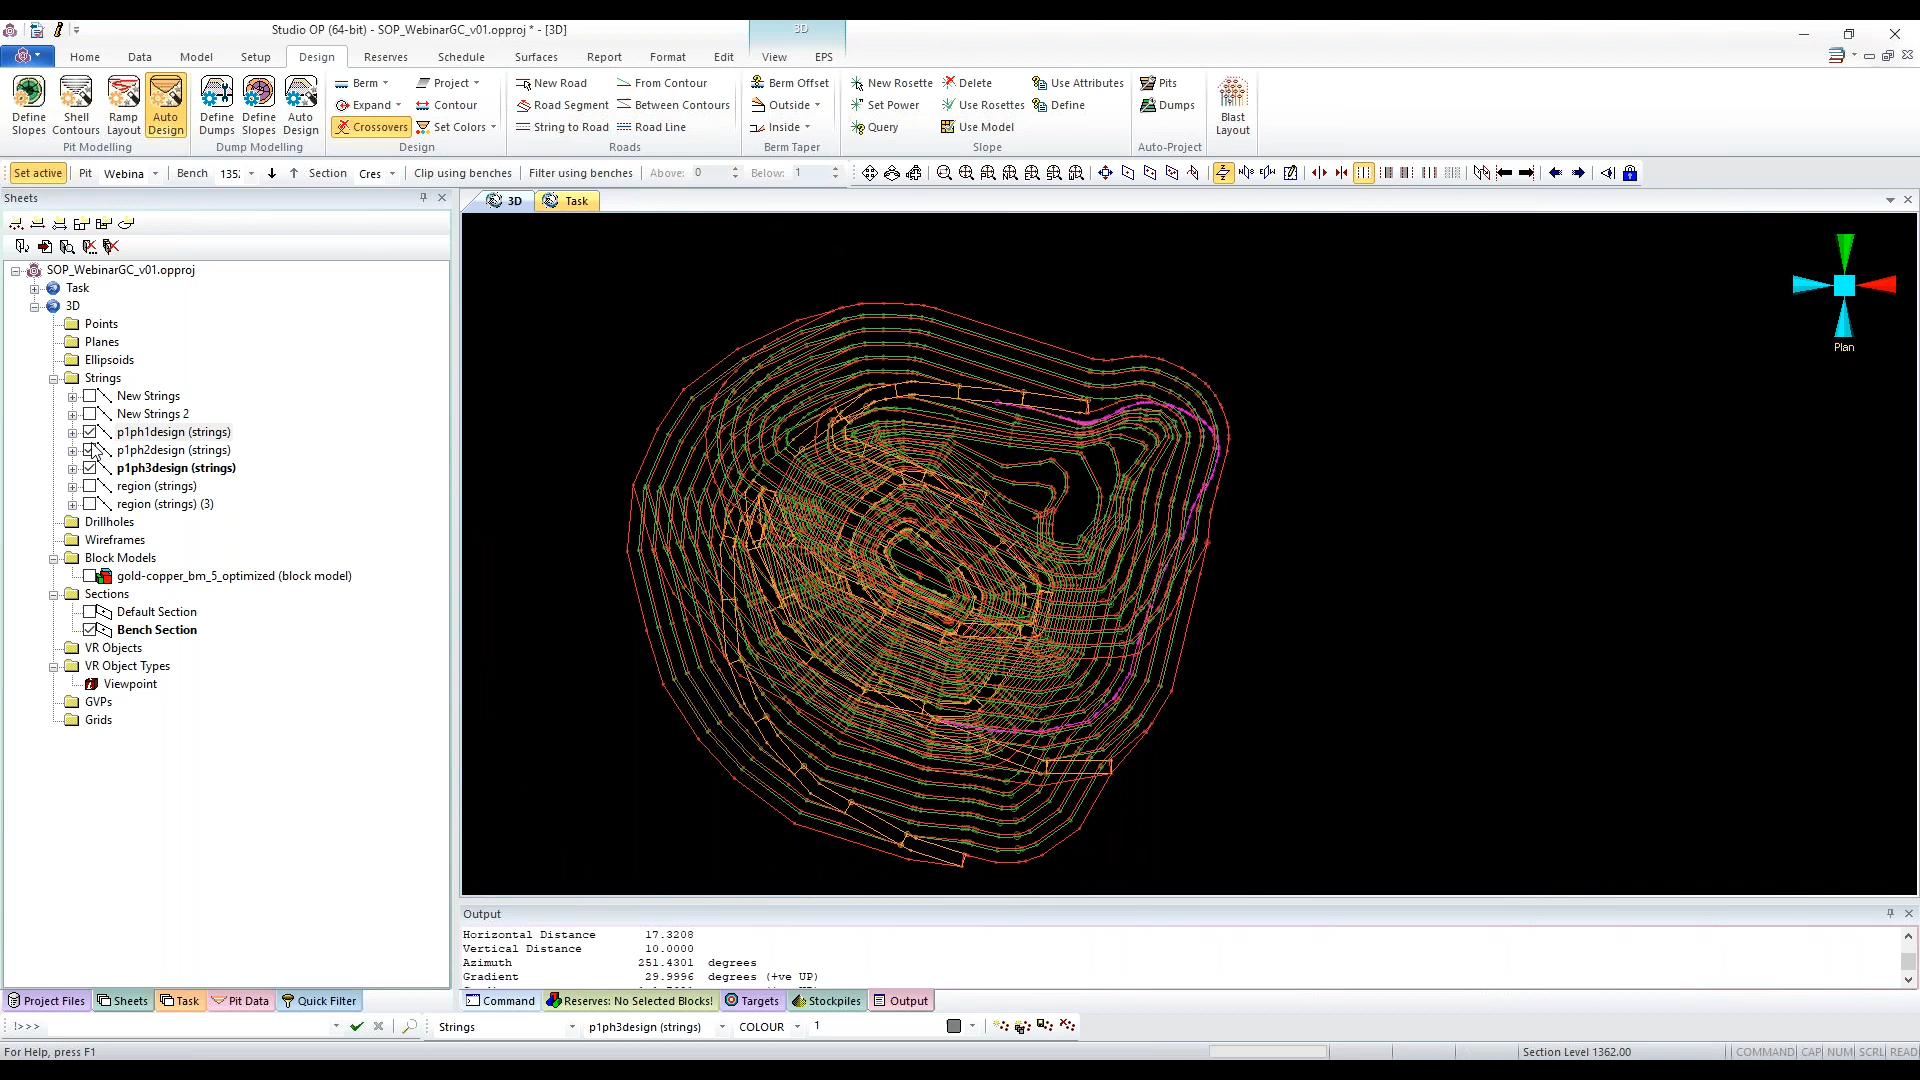 3D
Studio OP (64-bit) - SOP_WebinarGC_v01.opproj * - [3D]
Home Data Model Setup Design Reserves Schedule Surfaces Report Format Edit View EPS
Define Slopes
Shell Contours
Ramp Layout
Auto Design
Pit Modelling
Define Dumps
Define Slopes
Auto Design
Dump Modelling
Berm Project
Expand Contour
Crossovers Set Colors
Design
New Road From Contour
Road Segment Between Contours
String to Road Road Line
Roads
Berm Offset
Outside
Inside
Berm Taper
New Rosette Delete Use Attributes
Set Power Use Rosettes Define
Query Use Model
Slope
Pits
Dumps
Auto-Project
Blast Layout
Set active Pit Webina Bench 135: Section Cres Clip using benches Filter using benches Above: 0 Below: 1
Sheets
3D Task
SOP_WebinarGC_v01.opproj
Task
3D
Points
Planes
Ellipsoids
Strings
New Strings
New Strings 2
p1ph1design (strings)
p1ph2design (strings)
p1ph3design (strings)
region (strings)
region (strings) (3)
Drillholes
Wireframes
Block Models
gold-copper_bm_5_optimized (block model)
Sections
Default Section
Bench Section
VR Objects
VR Object Types
Viewpoint
GVPs
Grids
Plan
Output
Horizontal Distance 17.3208
Vertical Distance 10.0000
Azimuth 251.4301 degrees
Gradient 29.9996 degrees (+ve UP)
Project Files Sheets Task Pit Data Quick Filter
Command Reserves: No Selected Blocks! Targets Stockpiles Output
!>>> Strings p1ph3design (strings) COLOUR 1
For Help, press F1 Section Level 1362.00 COMMAND CAP NUM SCRL READ